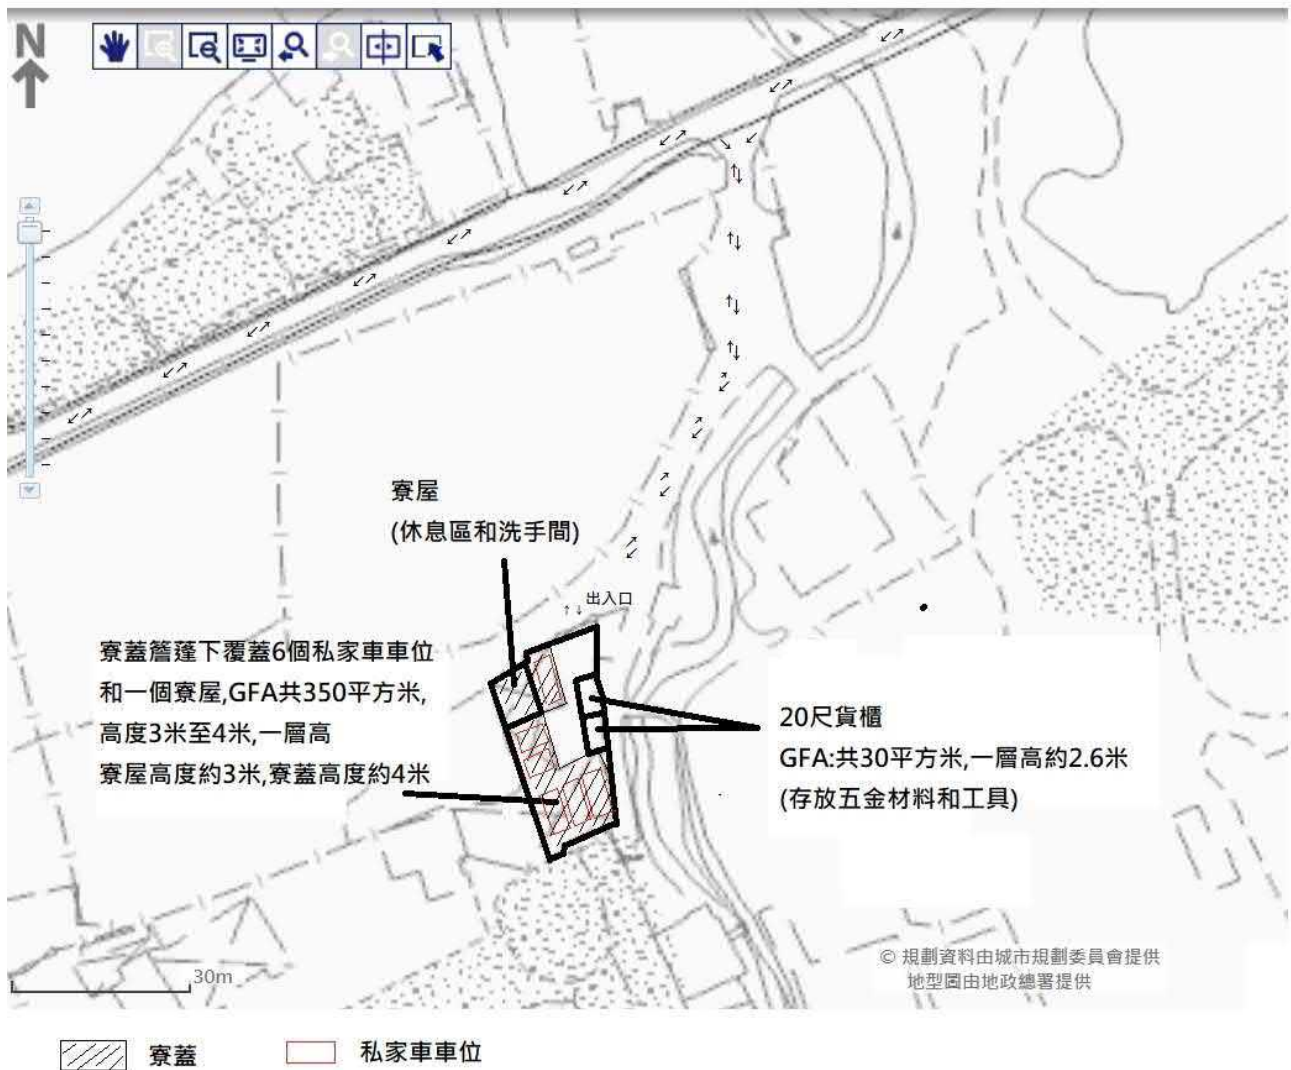 N
寮屋
(休息區和洗手間)
出入口
寮蓋簷蓬下覆蓋6個私家車車位
和一個寮屋,GFA共350平方米,
高度3米至4米,一層高
寮屋高度約3米,寮蓋高度約4米
20尺貨櫃
GFA:共30平方米,一層高約2.6米
(存放五金材料和工具)
30m
© 規劃資料由城市規劃委員會提供
地型圖由地政總署提供
寮蓋
私家車車位